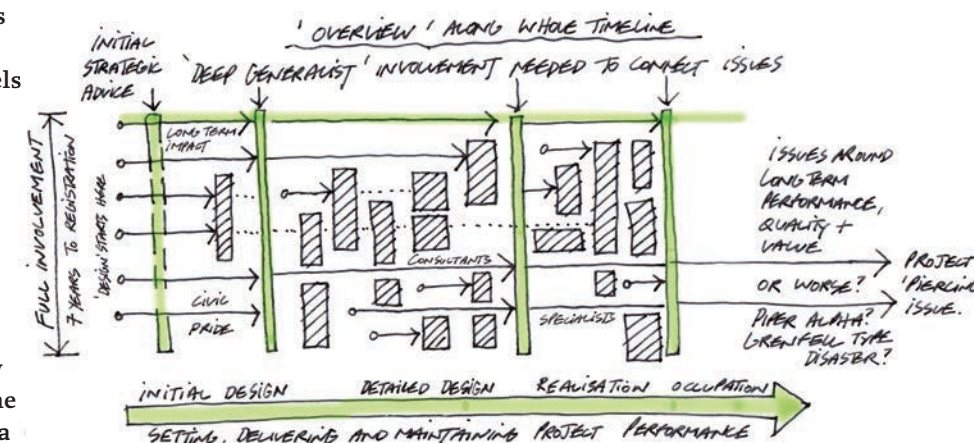 s
els
y
ne
a
'OVERVIEW' ALONG WHOLE TIMELINE
INITIAL
STRATEGIC
ADVICE
'DEEP GENERALIST' INVOLVEMENT NEEDED TO CONNECT ISSUES
FULL INVOLVEMENT
7 YEARS TO REGISTRATION
'DESIGN' STARTS HERE
LONG TERM
IMPACT
CIVIC
PRIDE
CONSULTANTS
SPECIALISTS
ISSUES AROUND
LONG TERM
PERFORMANCE,
QUALITY +
VALUE
OR WORSE?
PIPER ALPHA?
GRENFELL TYPE
DISASTER?
PROJECT
'PIERCING'
ISSUE.
INITIAL DESIGN DETAILED DESIGN REALISATION OCCUPATION
SETTING, DELIVERING AND MAINTAINING PROJECT PERFORMANCE